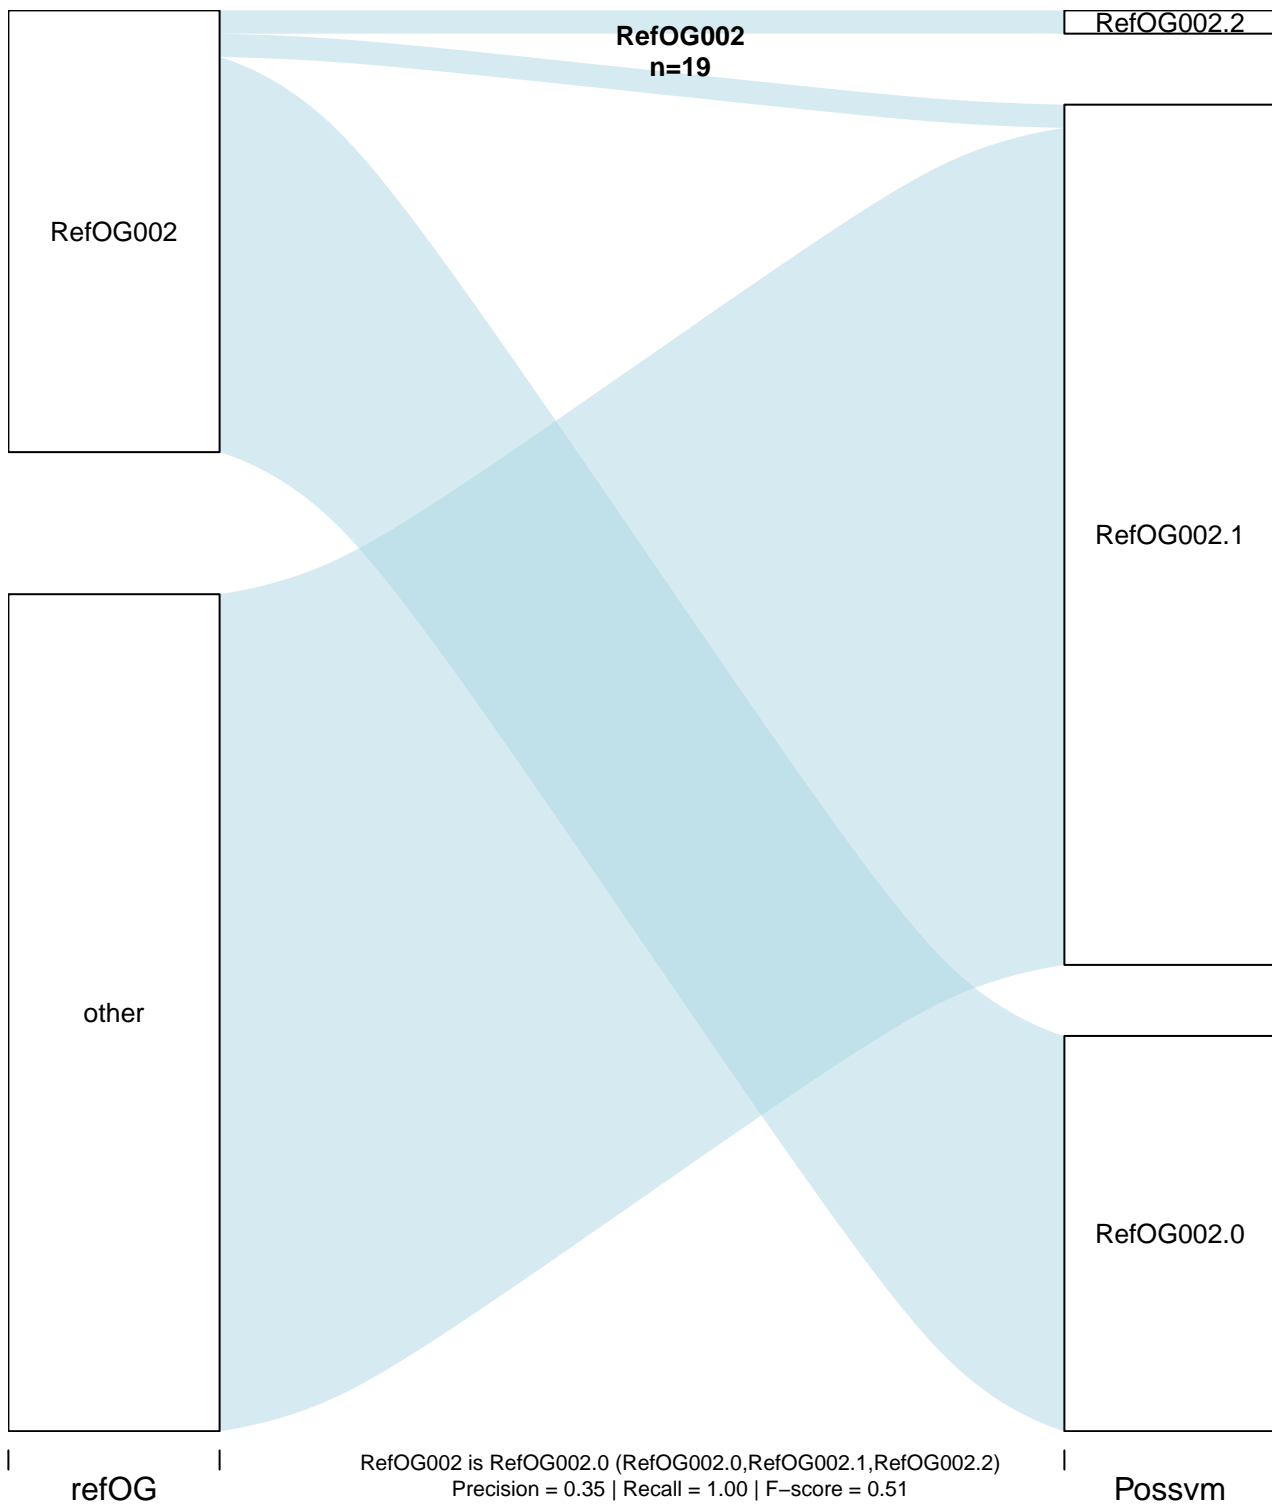 RefOG002.2
RefOG002
n=19
RefOG002
RefOG002.1
other
RefOG002.0
RefOG002 is RefOG002.0 (RefOG002.0,RefOG002.1,RefOG002.2)
Precision = 0.35 | Recall = 1.00 | F−score = 0.51
refOG
Possvm